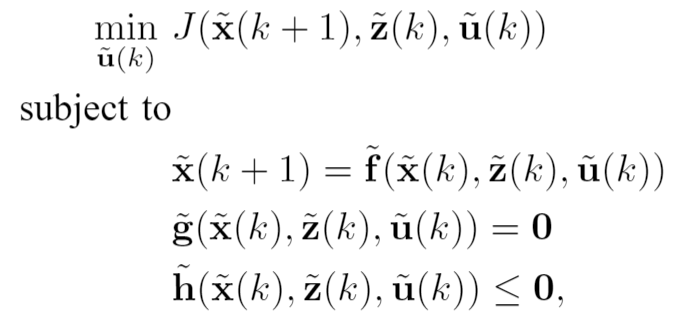 min J(x̃(k + 1), z̃(k), ũ(k))
ũ(k)
subject to
x̃(k + 1) = f̃(x̃(k), z̃(k), ũ(k))
g̃(x̃(k), z̃(k), ũ(k)) = 0
h̃(x̃(k), z̃(k), ũ(k)) ≤ 0,